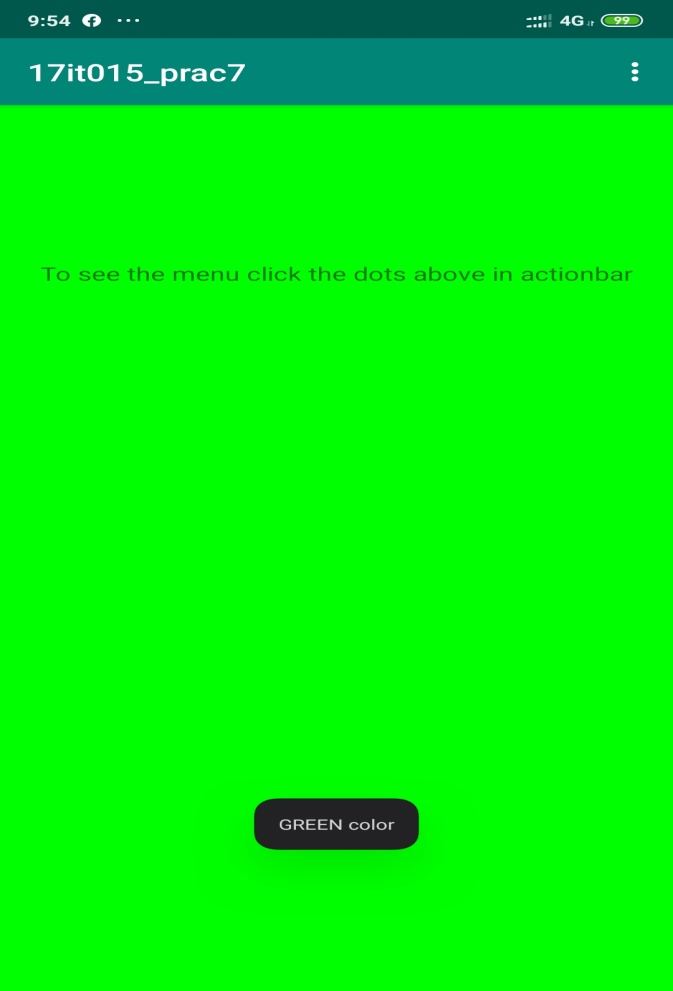 9:54 ... 4G 99
17it015_prac7
To see the menu click the dots above in actionbar
GREEN color